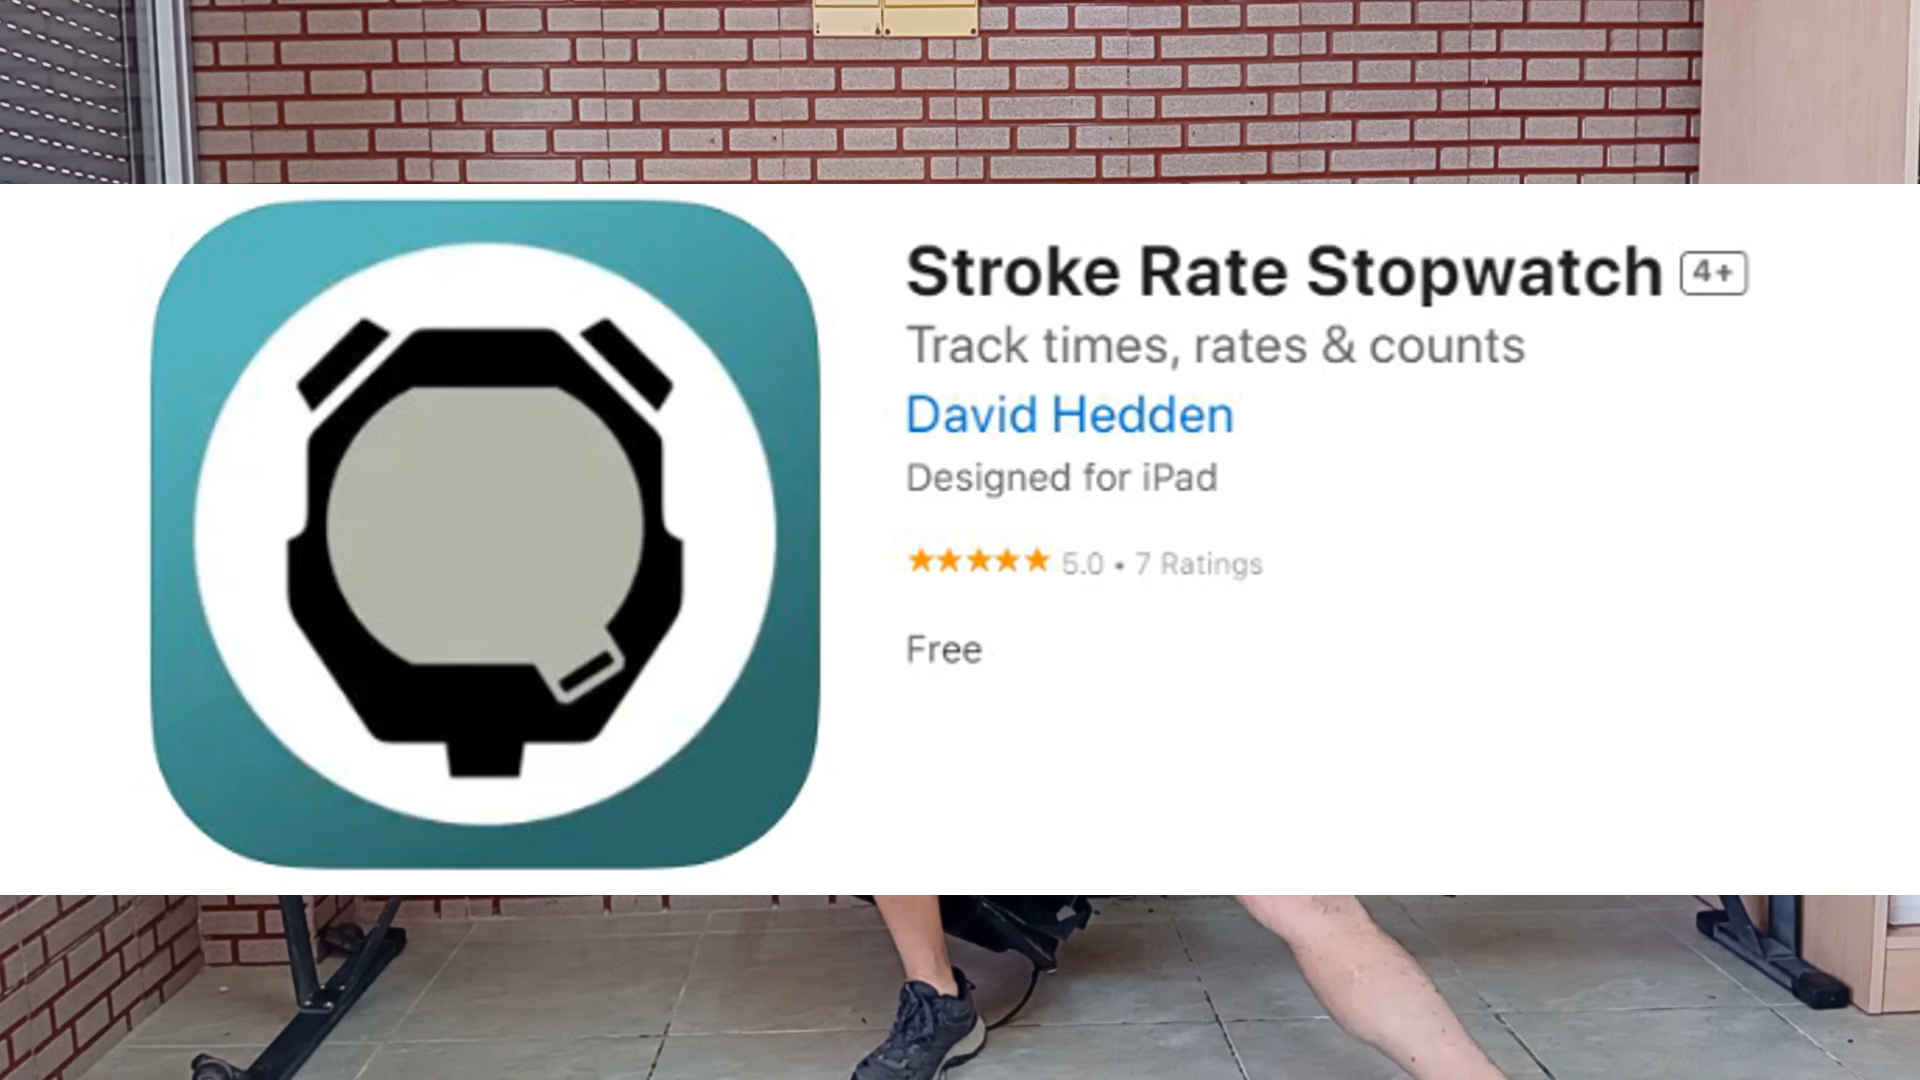 Stroke Rate Stopwatch 4+
Track times, rates & counts
David Hedden
Designed for iPad
5.0 • 7 Ratings
Free